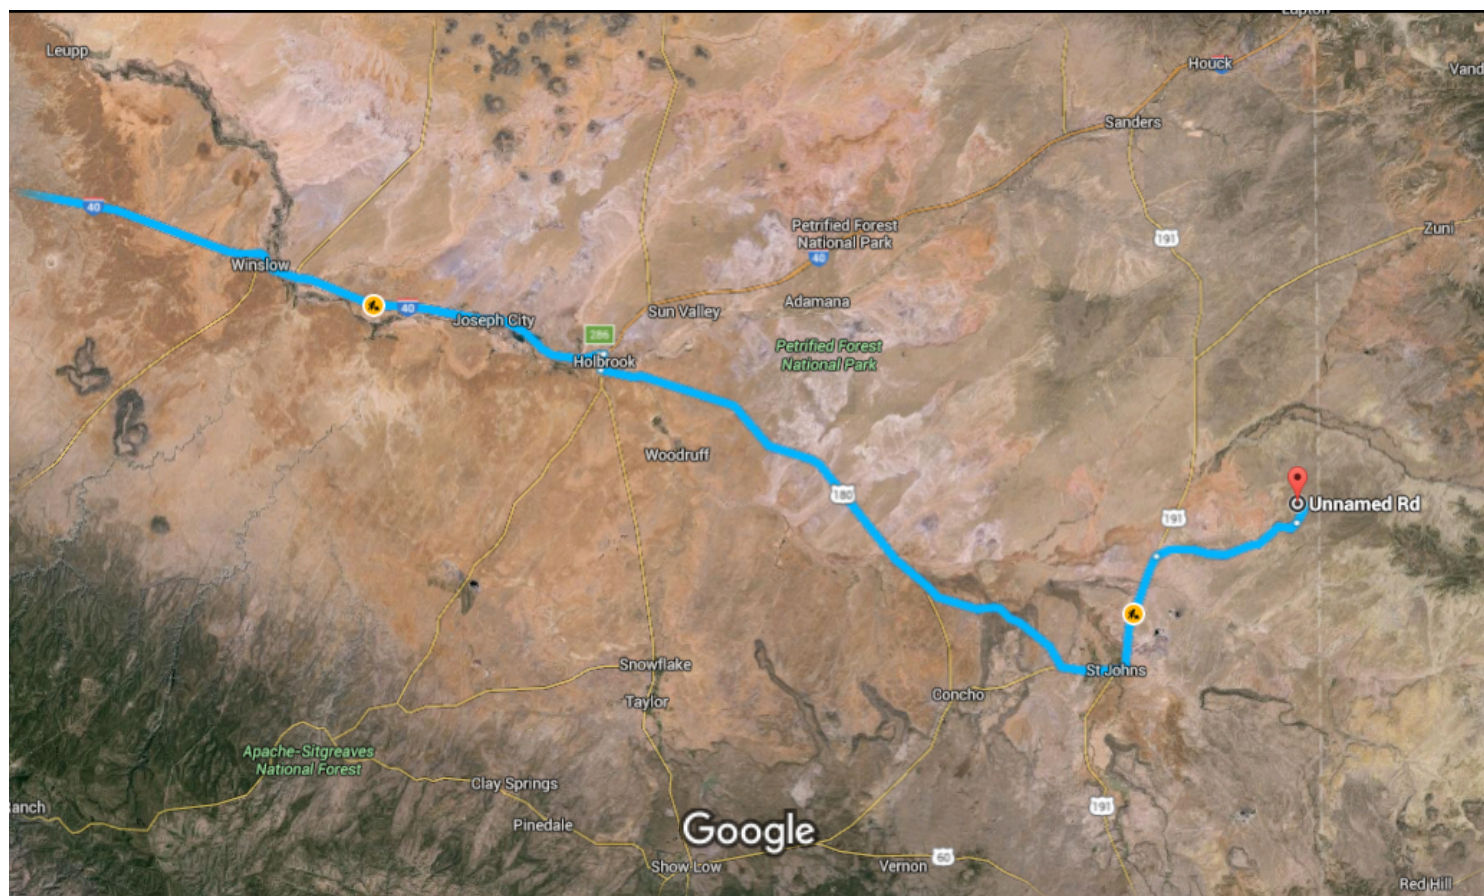 Lupton
Leupp
Houck
Vand
Sanders
40
Petrified Forest
National Park
191
Zuni
Winslow
40
40
Joseph City
Sun Valley
Adamana
286
Holbrook
Petrified Forest
National Park
Woodruff
180
191
Unnamed Rd
Snowflake
St Johns
Taylor
Concho
Apache-Sitgreaves
National Forest
Clay Springs
Ranch
191
Pinedale
Google
Show Low
Vernon
60
Red Hill